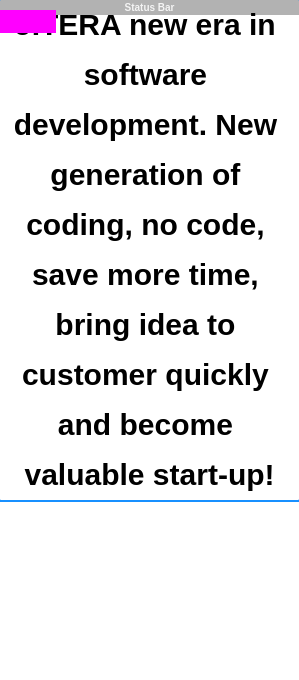 Status Bar
new era in
software
development. New
generation of
coding, no code,
save more time,
bring idea to
customer quickly
and become
valuable start-up!